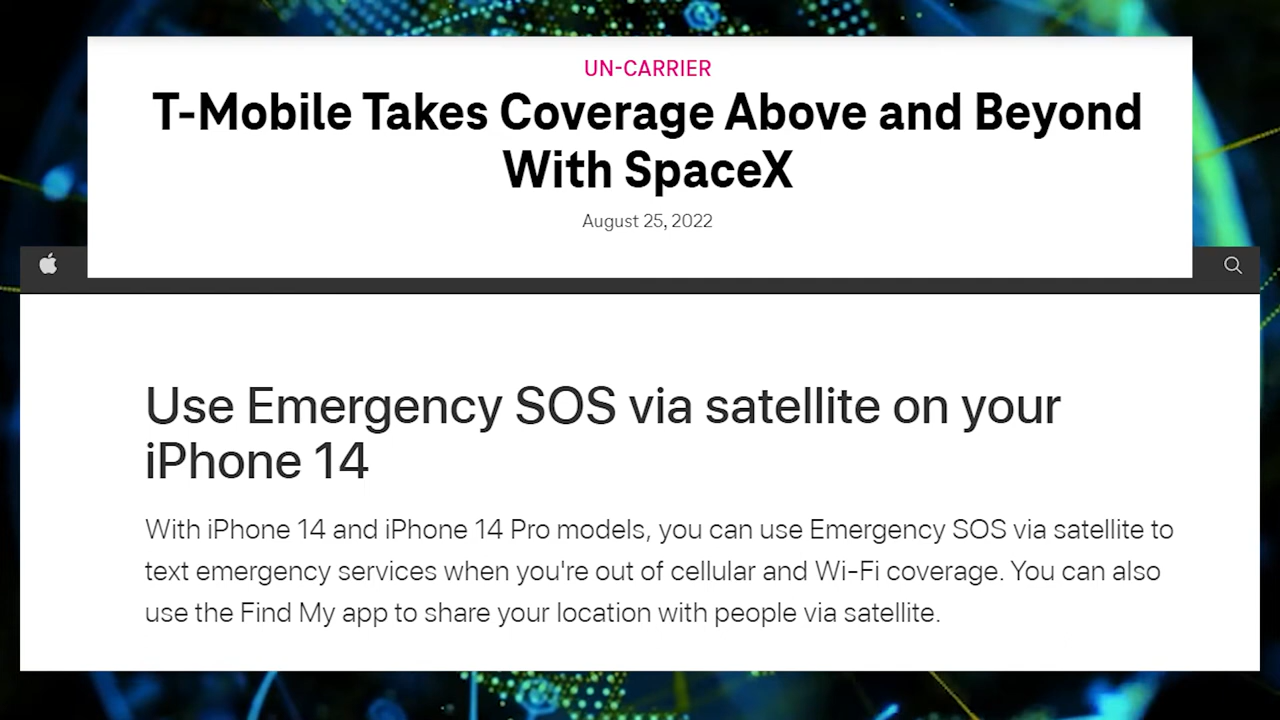 UN-CARRIER
T-Mobile Takes Coverage Above and Beyond
With SpaceX
August 25, 2022
Use Emergency SOS via satellite on your
iPhone 14
With iPhone 14 and iPhone 14 Pro models, you can use Emergency SOS via satellite to
text emergency services when you're out of cellular and Wi-Fi coverage. You can also
use the Find My app to share your location with people via satellite.